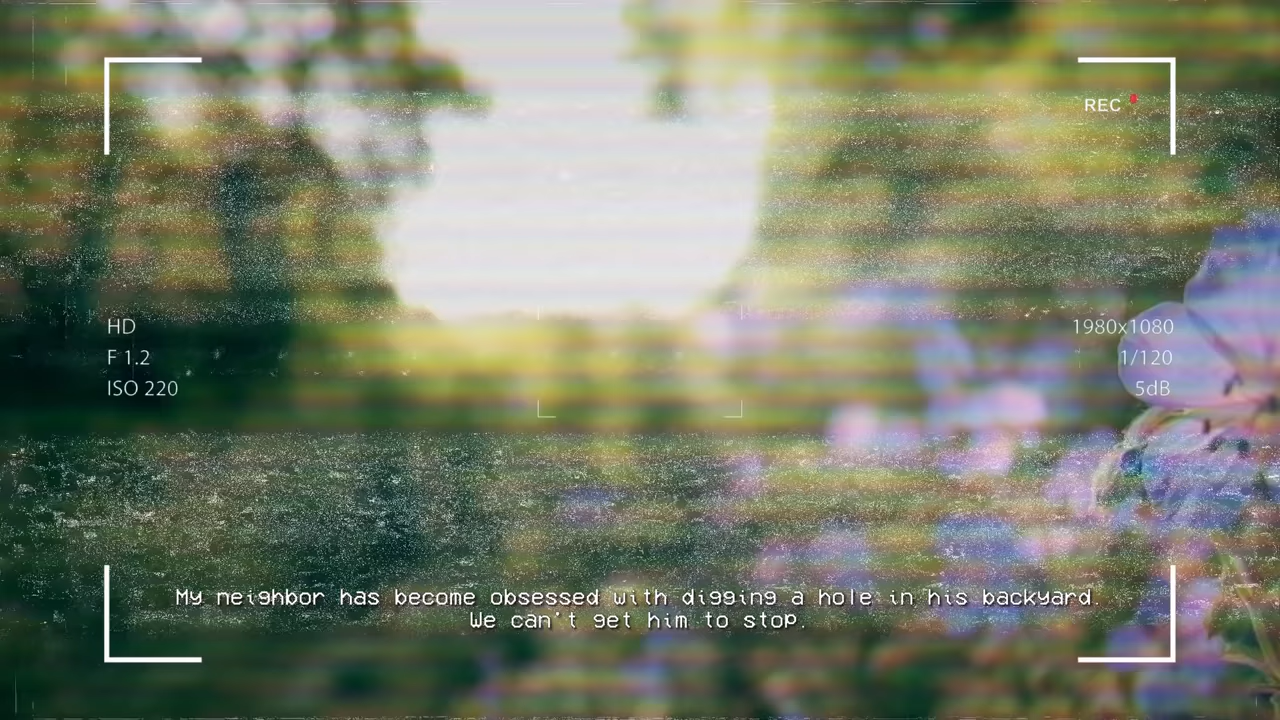 REC
HD
1980x1080
F 1.2
1/120
ISO 220
5dB
My neighbor has become obsessed with digging a hole in his backyard.
We can't get him to stop.